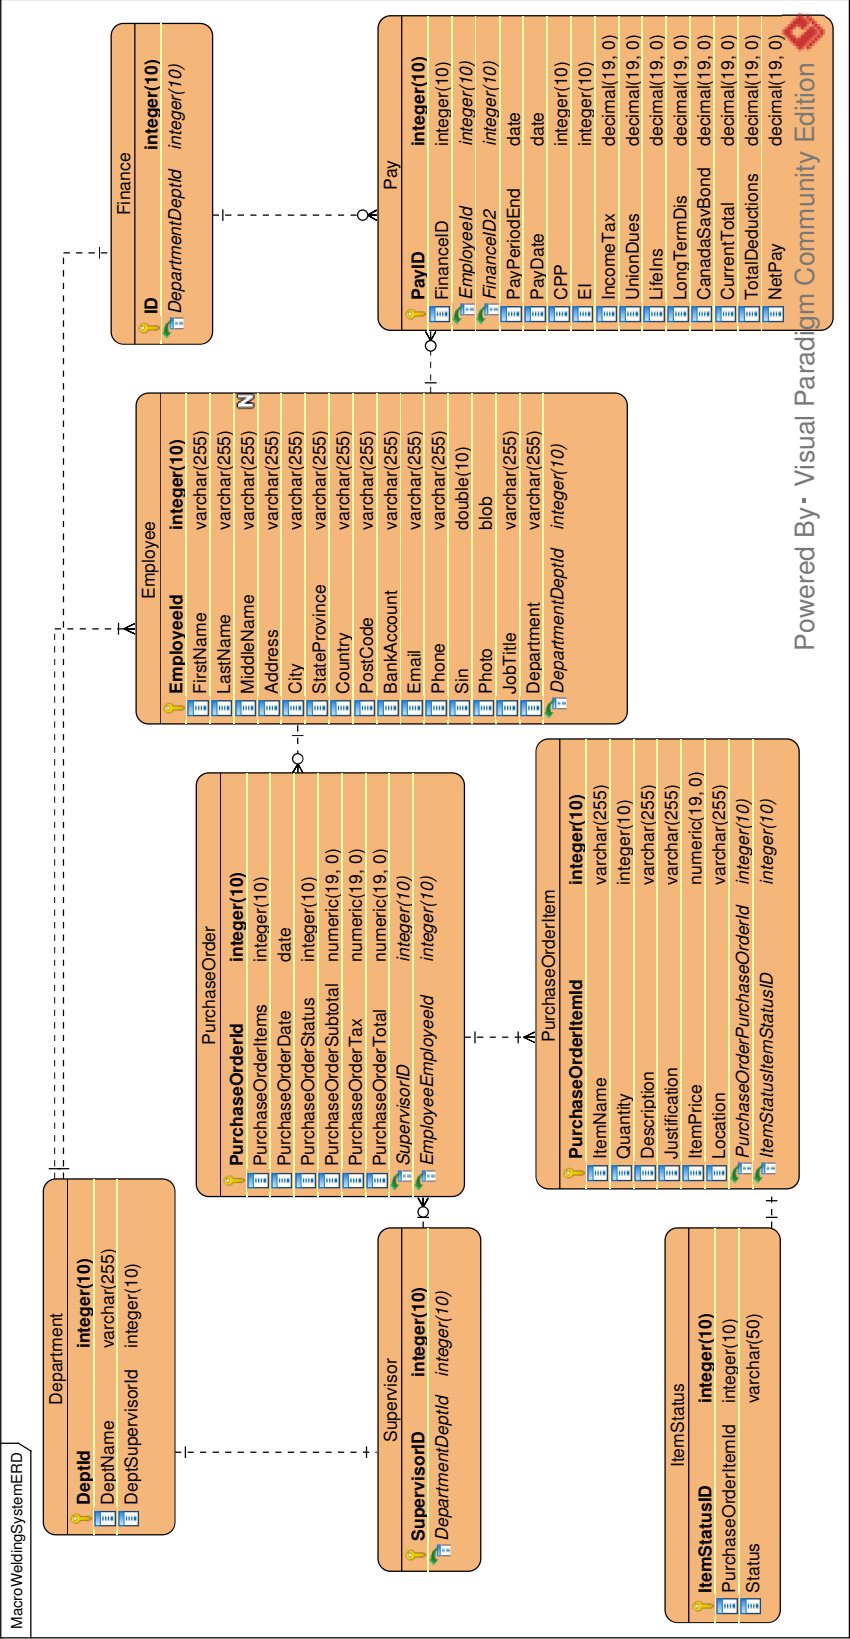 MacroWeldingSystemERD
Department
DeptId integer(10)
DeptName varchar(255)
DeptSupervisorId integer(10)
Supervisor
SupervisorID integer(10)
DepartmentDeptId integer(10)
ItemStatus
ItemStatusID integer(10)
PurchaseOrderItemId integer(10)
Status varchar(50)
PurchaseOrder
PurchaseOrderId integer(10)
PurchaseOrderItems integer(10)
PurchaseOrderDate date
PurchaseOrderStatus integer(10)
PurchaseOrderSubtotal numeric(19, 0)
PurchaseOrderTax numeric(19, 0)
PurchaseOrderTotal numeric(19, 0)
SupervisorID integer(10)
EmployeeEmployeeId integer(10)
PurchaseOrderItem
PurchaseOrderItemId integer(10)
ItemName varchar(255)
Quantity integer(10)
Description varchar(255)
Justification varchar(255)
ItemPrice numeric(19, 0)
Location varchar(255)
PurchaseOrderPurchaseOrderId integer(10)
ItemStatusItemStatusID integer(10)
Employee
EmployeeId integer(10)
FirstName varchar(255)
LastName varchar(255)
MiddleName varchar(255) N
Address varchar(255)
City varchar(255)
StateProvince varchar(255)
Country varchar(255)
PostCode varchar(255)
BankAccount varchar(255)
Email varchar(255)
Phone varchar(255)
Sin double(10)
Photo blob
JobTitle varchar(255)
Department varchar(255)
DepartmentDeptId integer(10)
Finance
ID integer(10)
DepartmentDeptId integer(10)
Pay
PayID integer(10)
FinanceID integer(10)
EmployeeId integer(10)
FinanceID2 integer(10)
PayPeriodEnd date
PayDate date
CPP integer(10)
EI integer(10)
IncomeTax decimal(19, 0)
UnionDues decimal(19, 0)
LifeIns decimal(19, 0)
LongTermDis decimal(19, 0)
CanadaSavBond decimal(19, 0)
CurrentTotal decimal(19, 0)
TotalDeductions decimal(19, 0)
NetPay decimal(19, 0)
Powered By· Visual Paradigm Community Edition